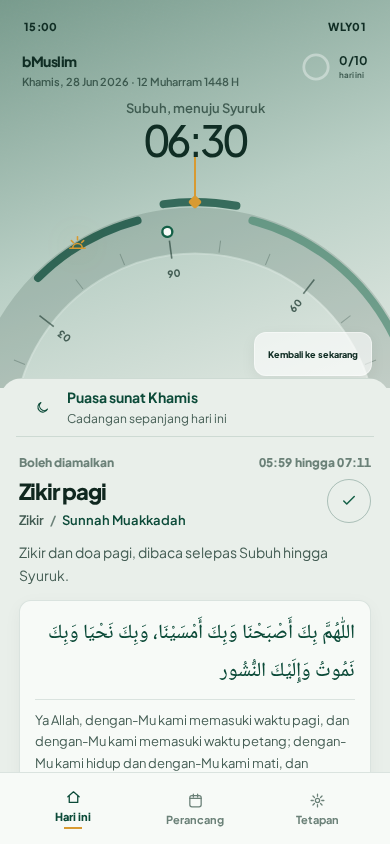 15:00
WLY01
bMuslim
0/10
Khamis, 28 Jun 2026 · 12 Muharram 1448 H
hari ini
Subuh, menuju Syuruk
06:30
06
09
03
Kembali ke sekarang
Puasa sunat Khamis
Cadangan sepanjang hari ini
Boleh diamalkan
05:59 hingga 07:11
Zikir pagi
Zikir / Sunnah Muakkadah
Zikir dan doa pagi, dibaca selepas Subuh hingga
Syuruk.
اللّٰهُمَّ بِكَ أَصْبَحْنَا وَبِكَ أَمْسَيْنَا، وَبِكَ نَحْيَا وَبِكَ
نَمُوتُ وَإِلَيْكَ النُّشُور
Ya Allah, dengan-Mu kami memasuki waktu pagi, dan
dengan-Mu kami memasuki waktu petang; dengan-
Mu kami hidup dan dengan-Mu kami mati, dan
Hari ini
Perancang
Tetapan